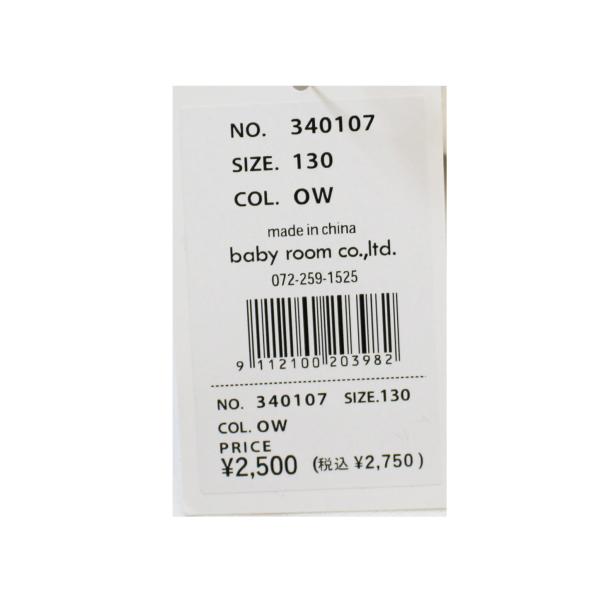 NO. 340107
SIZE. 130
COL. OW
made in china
baby room co.,ltd.
072-259-1525
9 112100 203982
NO. 340107 SIZE.130
COL. OW
PRICE
¥2,500 (税込 ¥2,750)